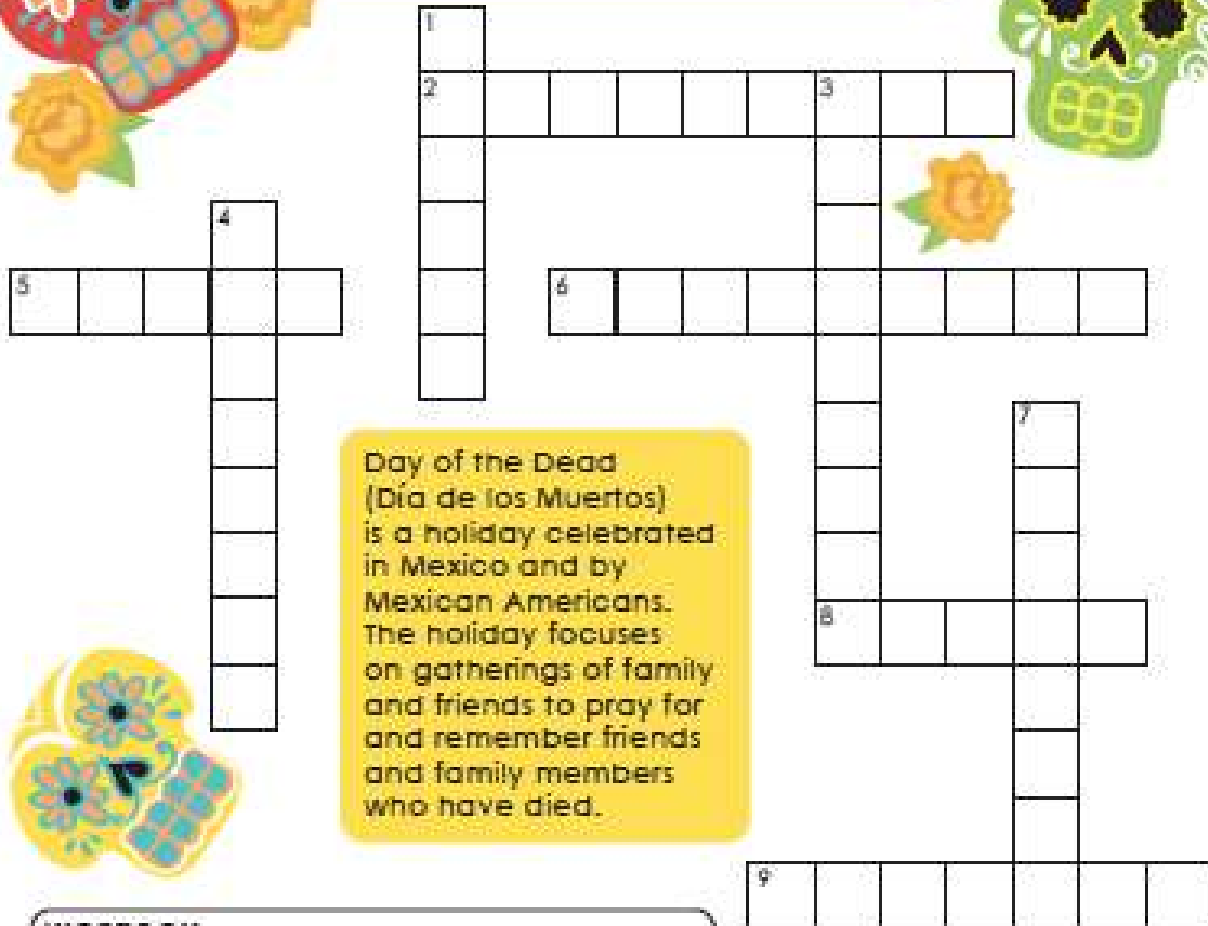 1
2 3
4
5 6
7
Day of the Dead
(Día de los Muertos)
is a holiday celebrated
in Mexico and by
Mexican Americans.
The holiday focuses
on gatherings of family
and friends to pray for
and remember friends
and family members
who have died.
8
9